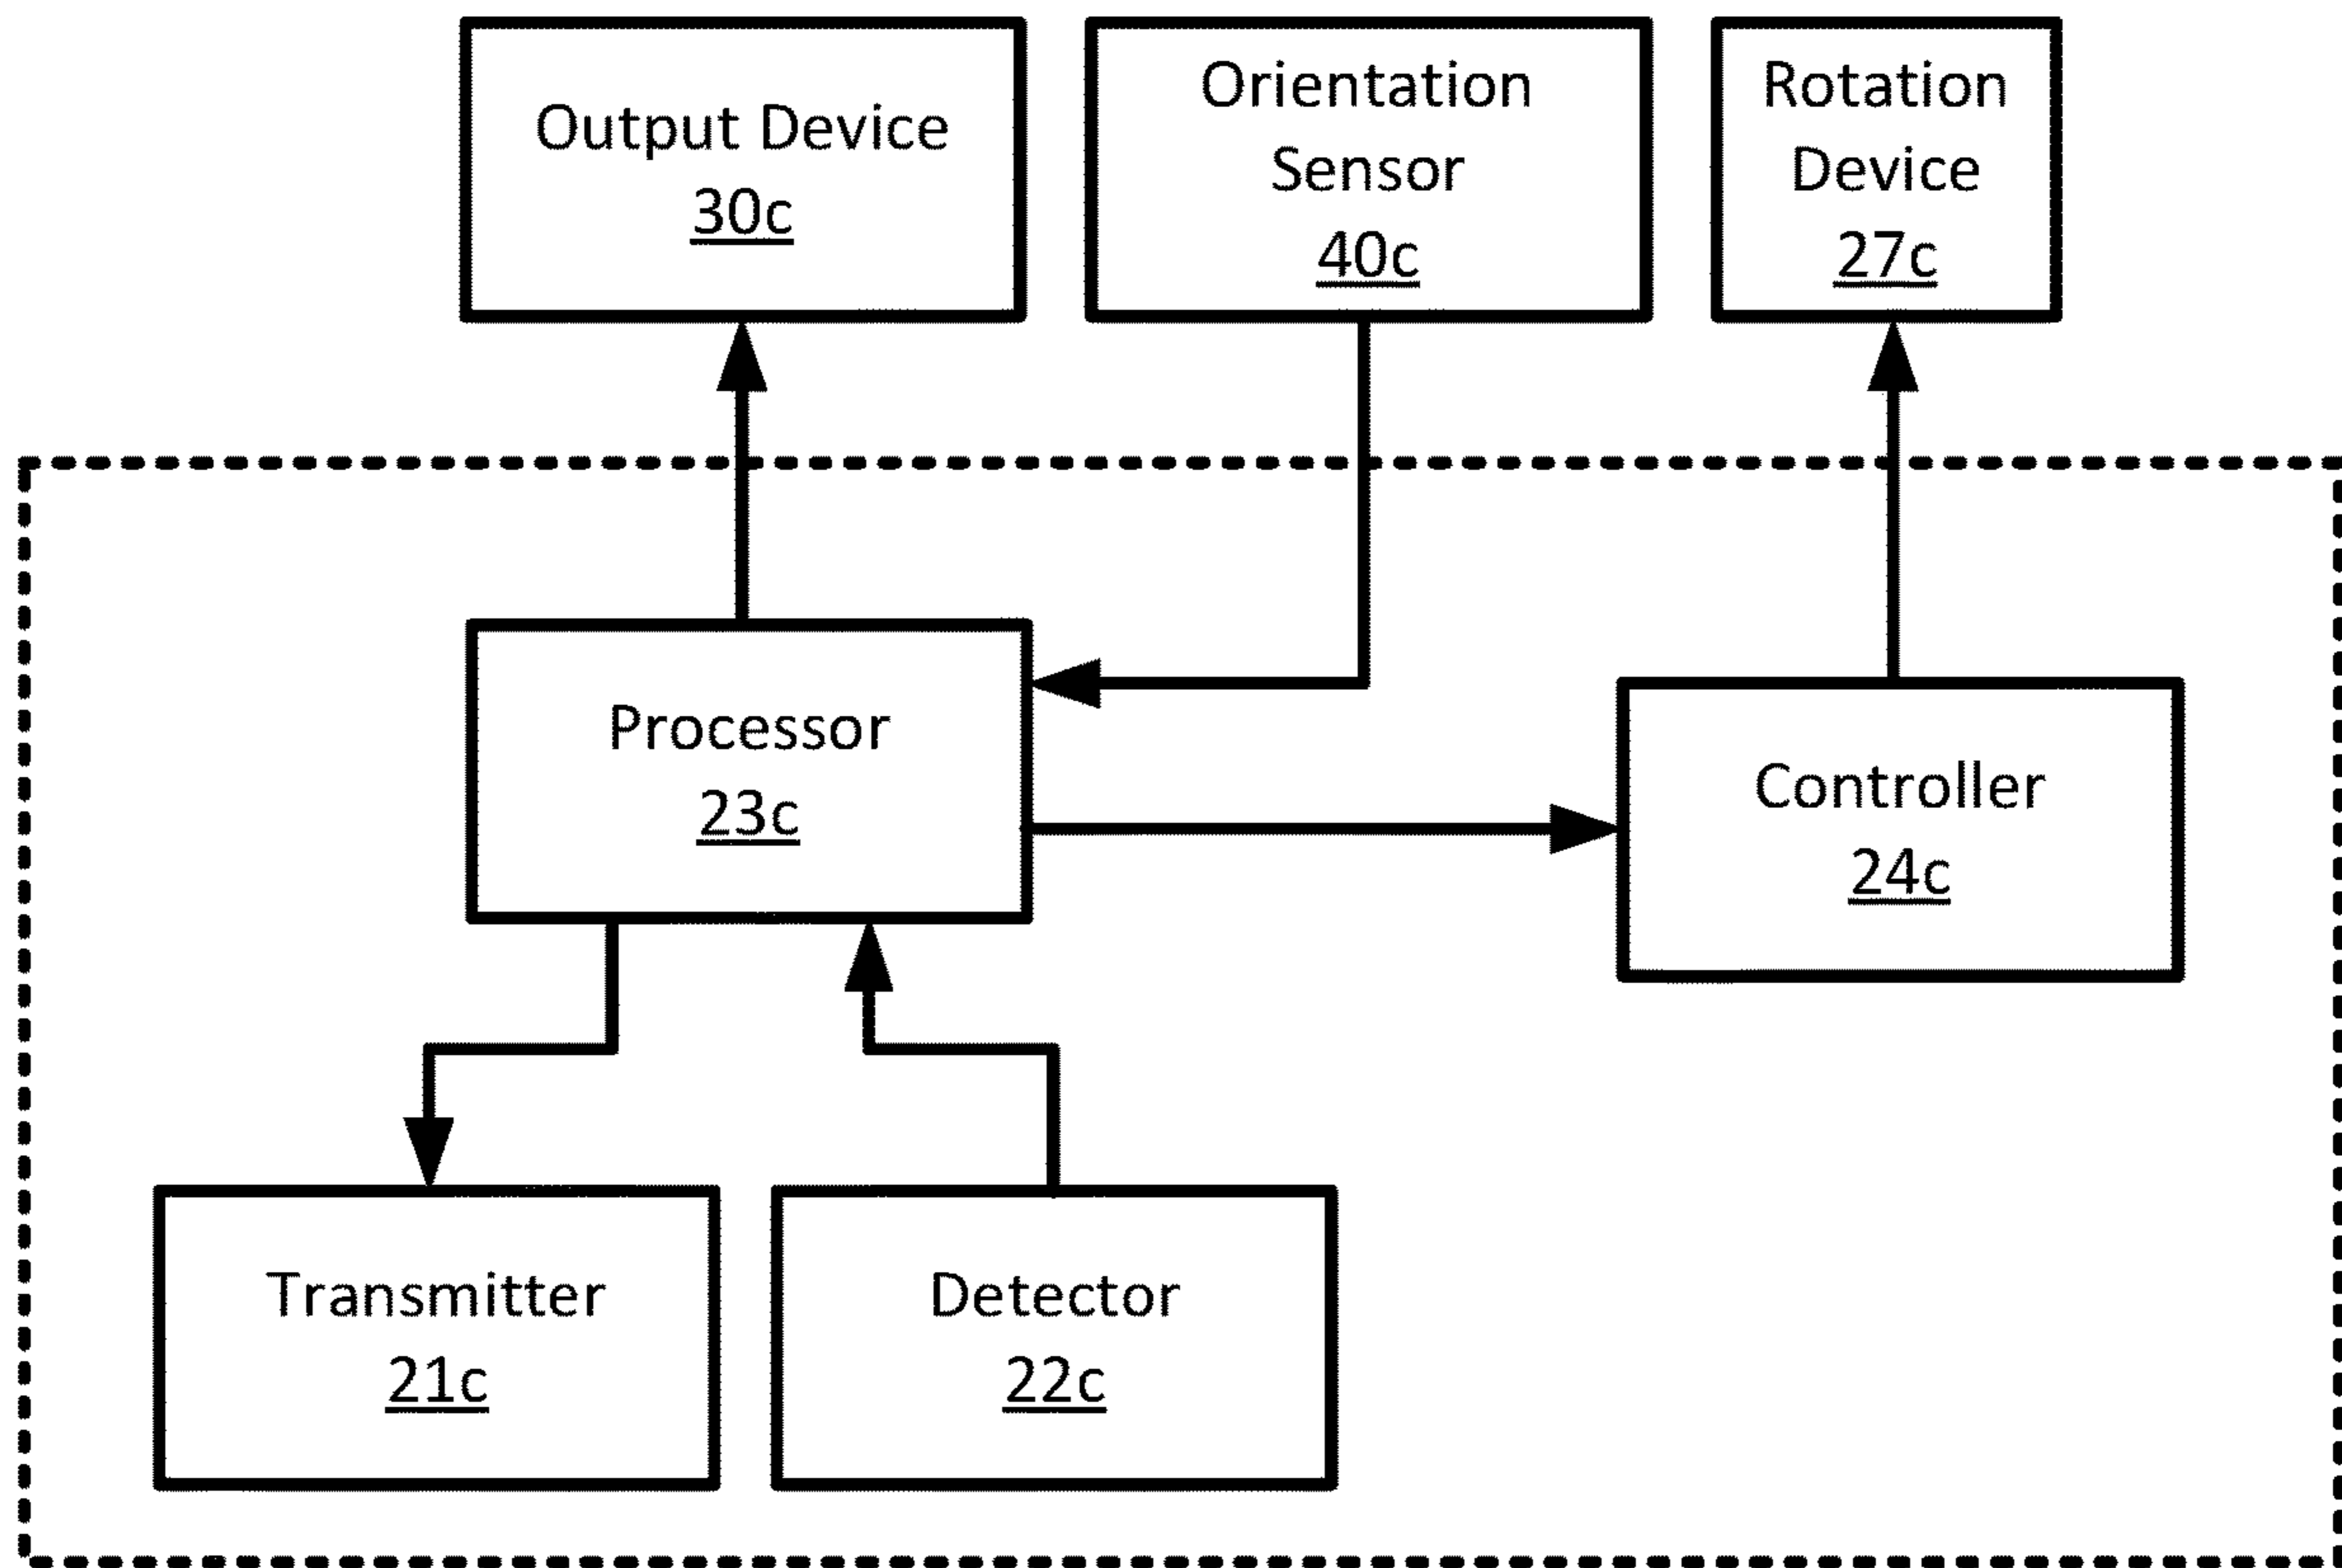 Output Device
30c
Orientation
Sensor
40c
Rotation
Device
27c
Processor
23c
Controller
24c
Transmitter
21c
Detector
22c